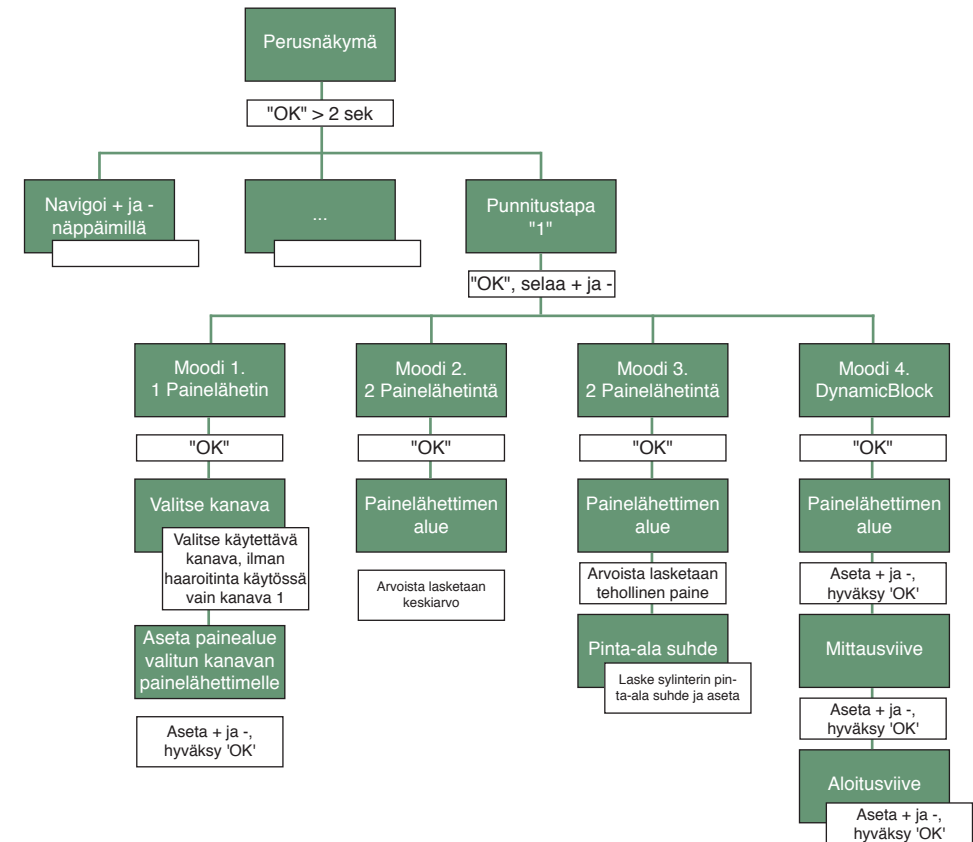 Perusnäkymä
"OK" > 2 sek
Navigoi + ja -
näppäimillä
...
Punnitustapa
"1"
"OK", selaa + ja -
Moodi 1.
1 Painelähetin
"OK"
Valitse kanava
Valitse käytettävä
kanava, ilman
haaroitinta käytössä
vain kanava 1
Aseta painealue
valitun kanavan
painelähettimelle
Aseta + ja -,
hyväksy 'OK'
Moodi 2.
2 Painelähetintä
"OK"
Painelähettimen
alue
Arvoista lasketaan
keskiarvo
Moodi 3.
2 Painelähetintä
"OK"
Painelähettimen
alue
Arvoista lasketaan
tehollinen paine
Pinta-ala suhde
Laske sylinterin pin-
ta-ala suhde ja aseta
Moodi 4.
DynamicBlock
"OK"
Painelähettimen
alue
Aseta + ja -,
hyväksy 'OK'
Mittausviive
Aseta + ja -,
hyväksy 'OK'
Aloitusviive
Aseta + ja -,
hyväksy 'OK'